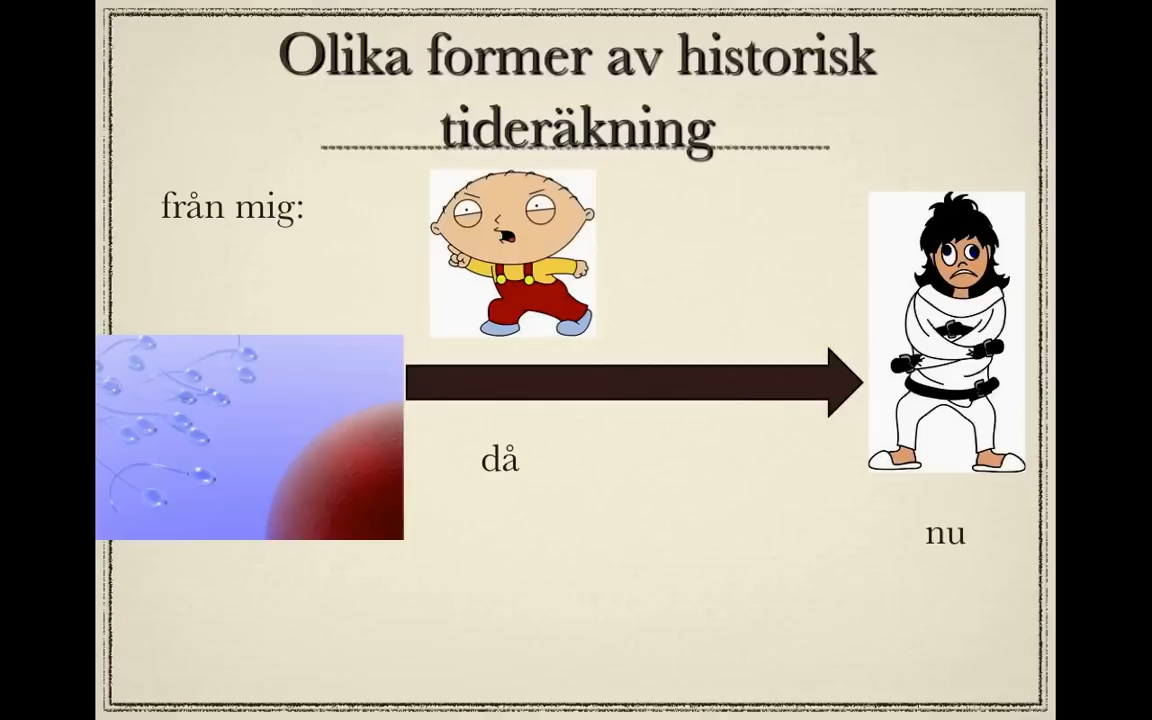 Olika former av historisk
tideräkning
från mig:
då
nu